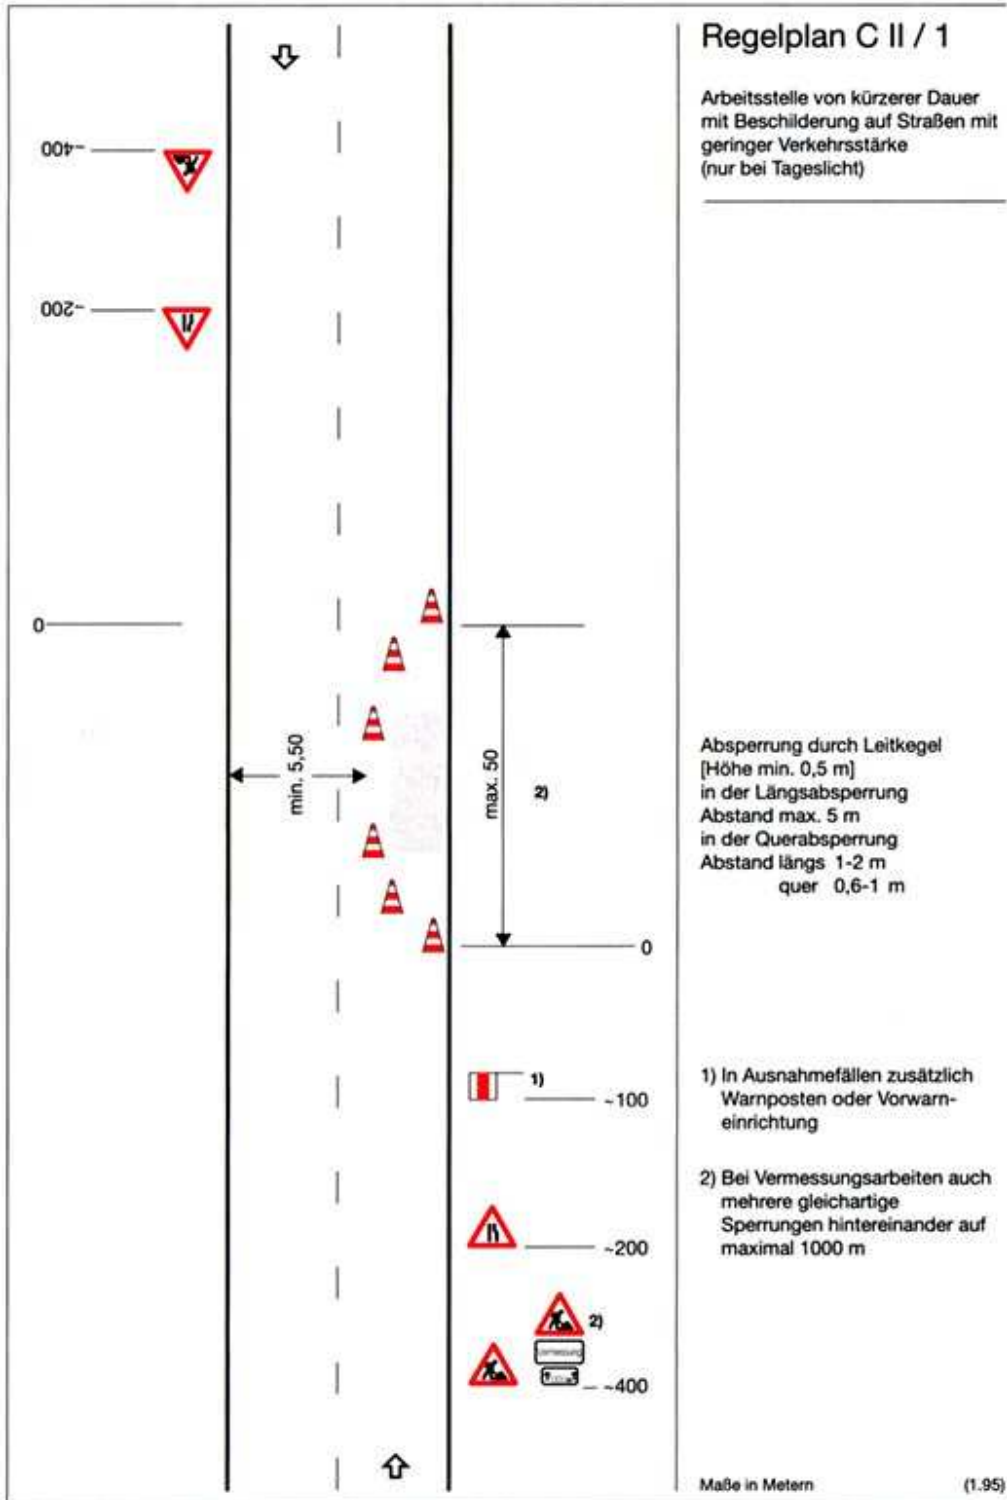 Regelplan C II / 1
Arbeitsstelle von kürzerer Dauer
mit Beschilderung auf Straßen mit
geringer Verkehrsstärke
(nur bei Tageslicht)
~400
~200
0
min. 5,50
max. 50
2)
0
Absperrung durch Leitkegel
[Höhe min. 0,5 m]
in der Längsabsperrung
Abstand max. 5 m
in der Querabsperrung
Abstand längs 1-2 m
quer 0,6-1 m
1)
~100
1) In Ausnahmefällen zusätzlich
Warnposten oder Vorwarn-
einrichtung
~200
2) Bei Vermessungsarbeiten auch
mehrere gleichartige
Sperrungen hintereinander auf
maximal 1000 m
2)
Vermessung
~400
Maße in Metern
(1.95)